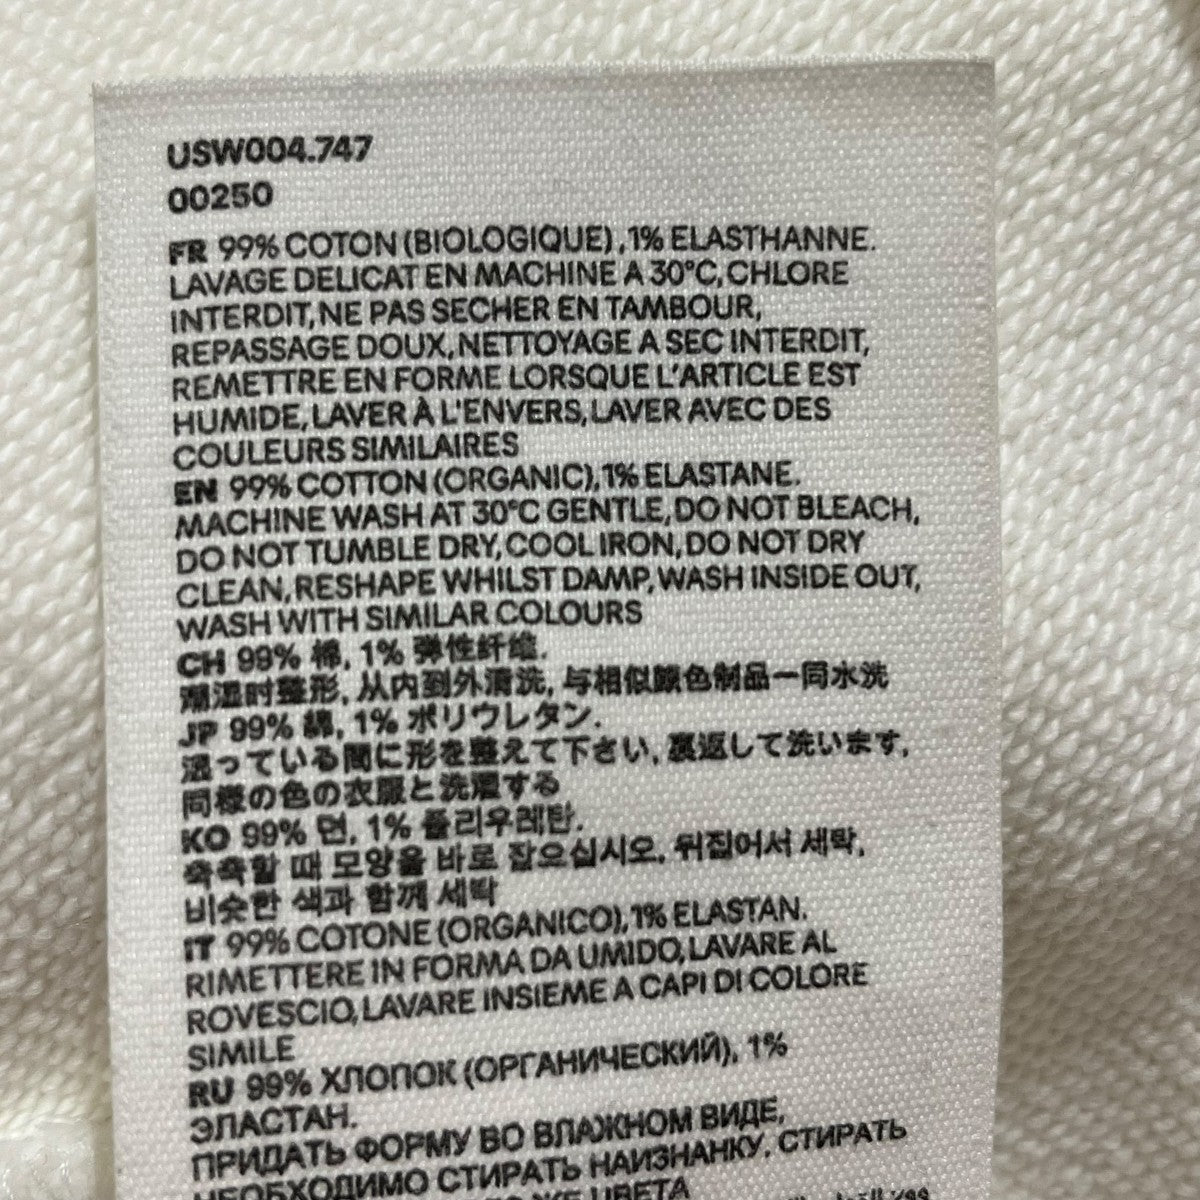 USW004.747
00250
FR 99% COTON (BIOLOGIQUE), 1% ELASTHANNE.
LAVAGE DELICAT EN MACHINE A 30°C, CHLORE
INTERDIT, NE PAS SECHER EN TAMBOUR,
REPASSAGE DOUX, NETTOYAGE A SEC INTERDIT,
REMETTRE EN FORME LORSQUE L'ARTICLE EST
HUMIDE, LAVER À L'ENVERS, LAVER AVEC DES
COULEURS SIMILAIRES
EN 99% COTTON (ORGANIC), 1% ELASTANE.
MACHINE WASH AT 30°C GENTLE, DO NOT BLEACH,
DO NOT TUMBLE DRY, COOL IRON, DO NOT DRY
CLEAN, RESHAPE WHILST DAMP, WASH INSIDE OUT,
WASH WITH SIMILAR COLOURS
CH 99% 棉, 1% 弹性纤维.
潮湿时整形, 从内到外清洗, 与相似颜色制品一同水洗
JP 99% 綿, 1% ポリウレタン.
湿っている間に形を整えて下さい, 裏返して洗います,
同様の色の衣服と洗濯する
KO 99% 면, 1% 폴리우레탄.
축축할 때 모양을 바로 잡으십시오, 뒤집어서 세탁,
비슷한 색과 함께 세탁
IT 99% COTONE (ORGANICO), 1% ELASTAN.
RIMETTERE IN FORMA DA UMIDO, LAVARE AL
ROVESCIO, LAVARE INSIEME A CAPI DI COLORE
SIMILE
RU 99% ХЛОПОК (ОРГАНИЧЕСКИЙ), 1%
ЭЛАСТАН.
ПРИДАТЬ ФОРМУ ВО ВЛАЖНОМ ВИДЕ,
НЕОБХОДИМО СТИРАТЬ НАИЗНАНКУ, СТИРАТЬ
ЖЕ ЦВЕТА